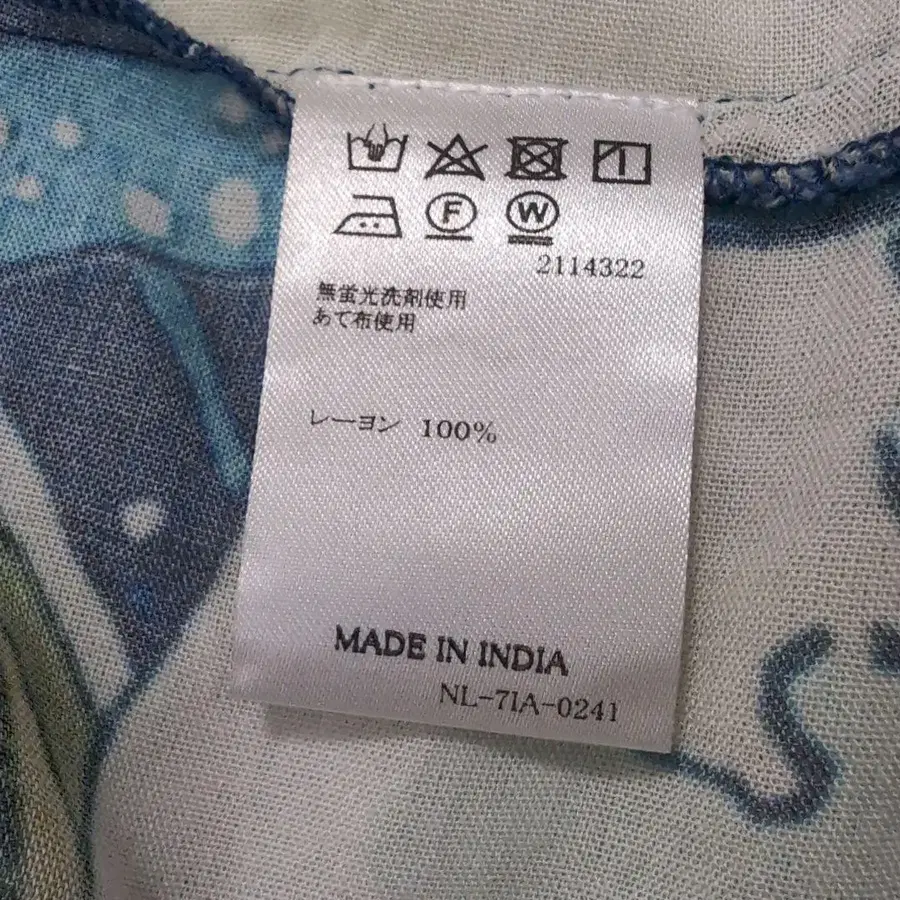 F W
2114322
無蛍光洗剤使用
あて布使用
レーヨン 100%
MADE IN INDIA
NL-7IA-0241